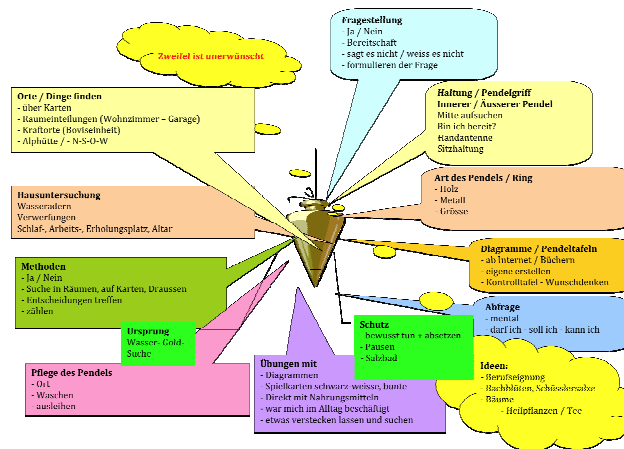 Zweifel ist unerwünscht
Fragestellung
- Ja / Nein
- Bereitschaft
- sagt es nicht / weiss es nicht
- formulieren der Frage
Orte / Dinge finden
- über Karten
- Raumeinteilungen (Wohnzimmer – Garage)
- Kraftorte (Boviseinheit)
- Alphütte / - N-S-O-W
Haltung / Pendelgriff
Innerer / Äusserer Pendel
Mitte aufsuchen
Bin ich bereit?
Handantenne
Sitzhaltung
Hausuntersuchung
Wasseradern
Verwerfungen
Schlaf-, Arbeits-, Erholungsplatz, Altar
Art des Pendels / Ring
- Holz
- Metall
- Grösse
Methoden
- Ja / Nein
- Suche in Räumen, auf Karten, Draussen
- Entscheidungen treffen
- zählen
Diagramme / Pendeltafeln
- ab Internet / Büchern
- eigene erstellen
- Kontrolltafel - Wunschdenken
Abfrage
- mental
- darf ich - soll ich - kann ich
Ursprung
Wasser- Gold-
Suche
Schutz
- bewusst tun + absetzen
- Pausen
- Salzbad
Pflege des Pendels
- Ort
- Waschen
- ausleihen
Übungen mit
- Diagrammen
- Spielkarten schwarz-weisse, bunte
- Direkt mit Nahrungsmitteln
- war mich im Alltag beschäftigt
- etwas verstecken lassen und suchen
Ideen:
- Berufseignung
- Bachblüten, Schüsslersalze
- Bäume
- Heilpflanzen / Tee